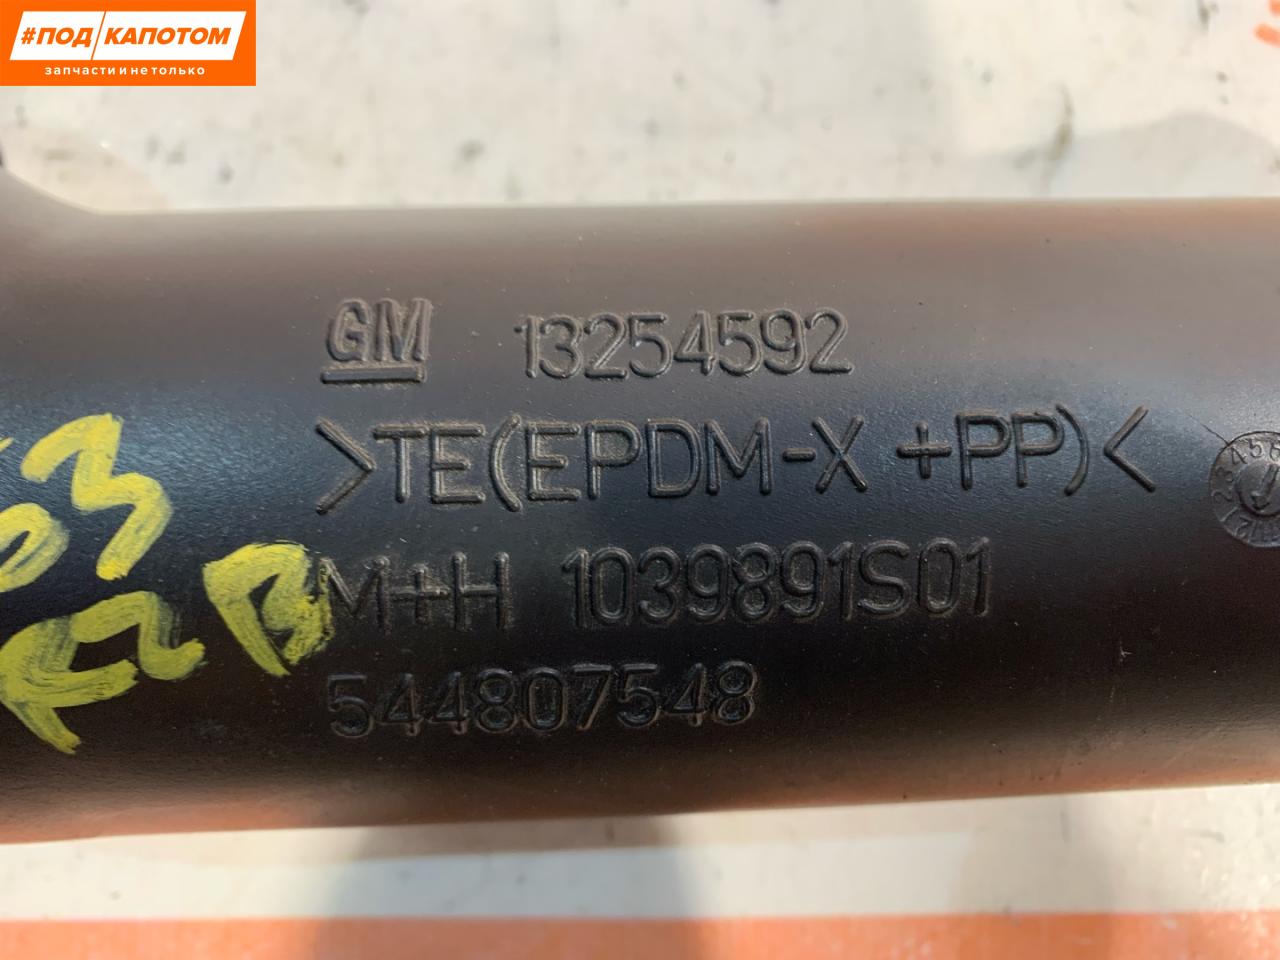 #ПОД КАПОТОМ
запчасти и не только
GM 13254592
>TE(EPDM-X +PP)<
M+H 1039891S01
544807548